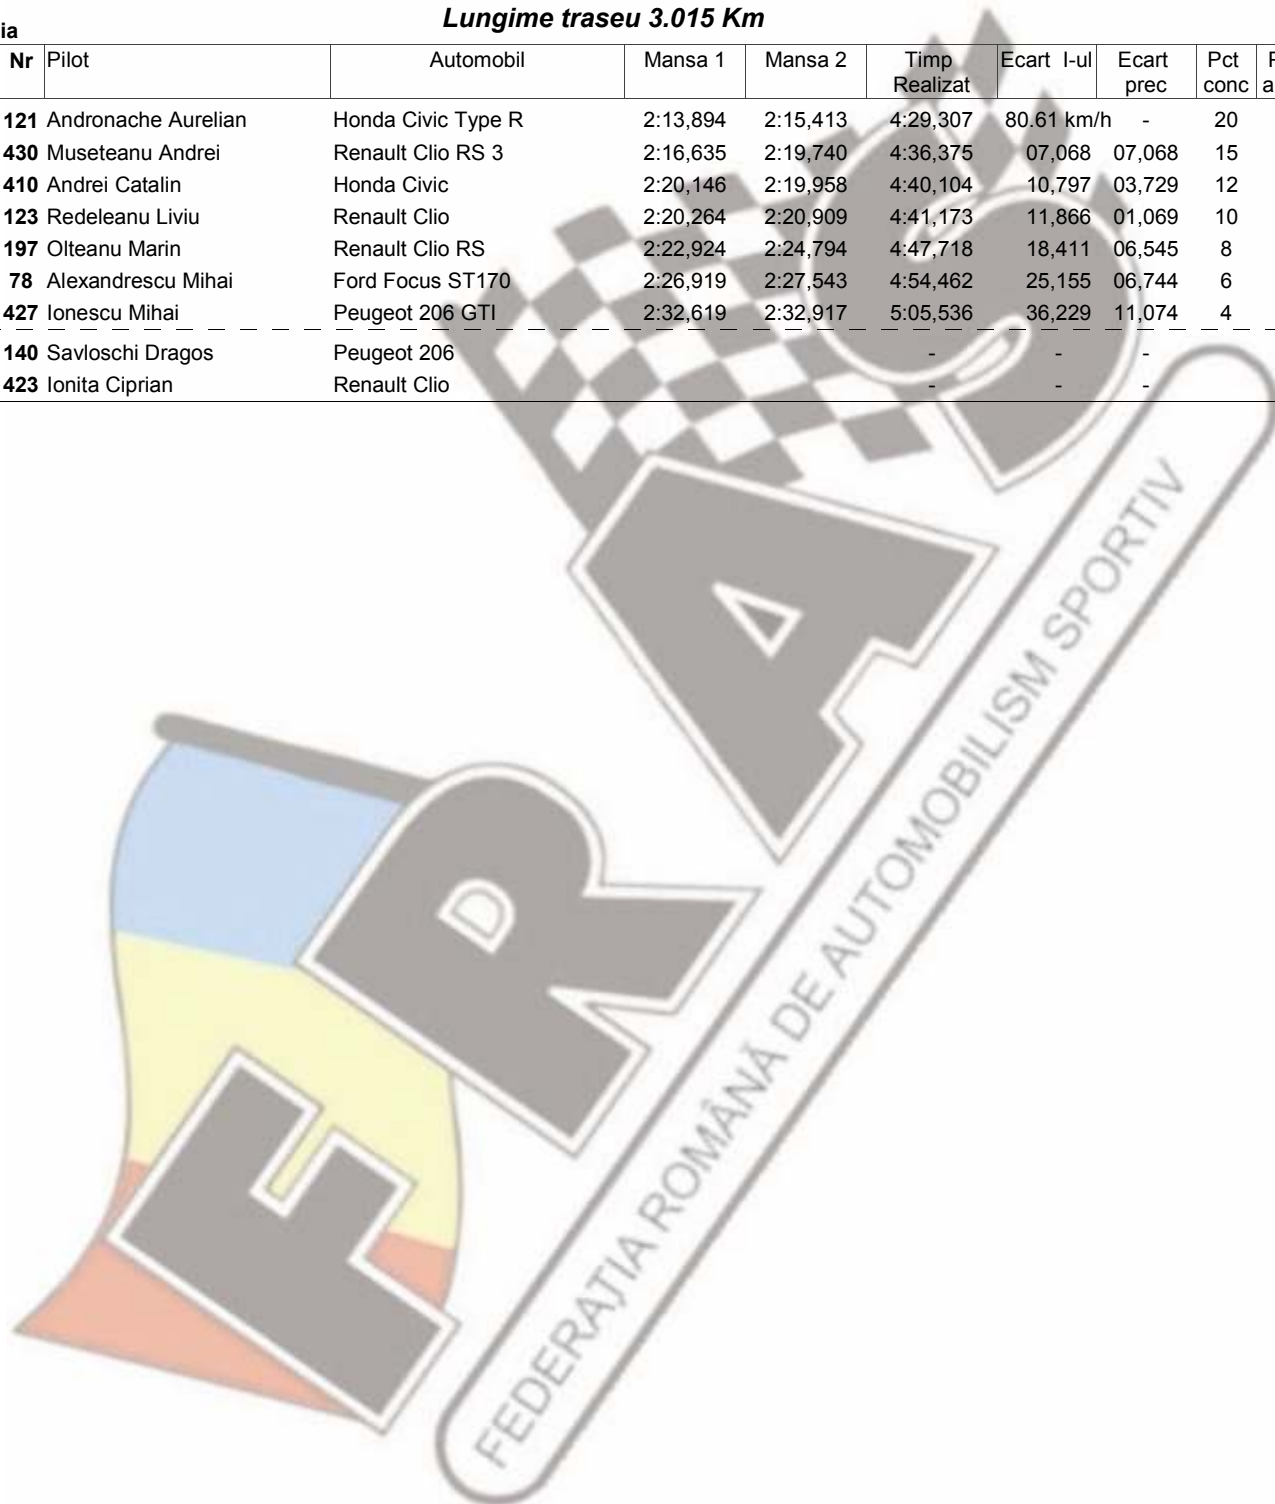 Lungime traseu 3.015 Km
ia
Nr Pilot Automobil Mansa 1 Mansa 2 Timp Realizat Ecart I-ul Ecart prec Pct conc
121 Andronache Aurelian Honda Civic Type R 2:13,894 2:15,413 4:29,307 80.61 km/h - 20
430 Museteanu Andrei Renault Clio RS 3 2:16,635 2:19,740 4:36,375 07,068 07,068 15
410 Andrei Catalin Honda Civic 2:20,146 2:19,958 4:40,104 10,797 03,729 12
123 Redeleanu Liviu Renault Clio 2:20,264 2:20,909 4:41,173 11,866 01,069 10
197 Olteanu Marin Renault Clio RS 2:22,924 2:24,794 4:47,718 18,411 06,545 8
78 Alexandrescu Mihai Ford Focus ST170 2:26,919 2:27,543 4:54,462 25,155 06,744 6
427 Ionescu Mihai Peugeot 206 GTI 2:32,619 2:32,917 5:05,536 36,229 11,074 4
140 Savloschi Dragos Peugeot 206 - - -
423 Ionita Ciprian Renault Clio - - -
FRAS
FEDERAȚIA ROMÂNĂ DE AUTOMOBILISM SPORTIV